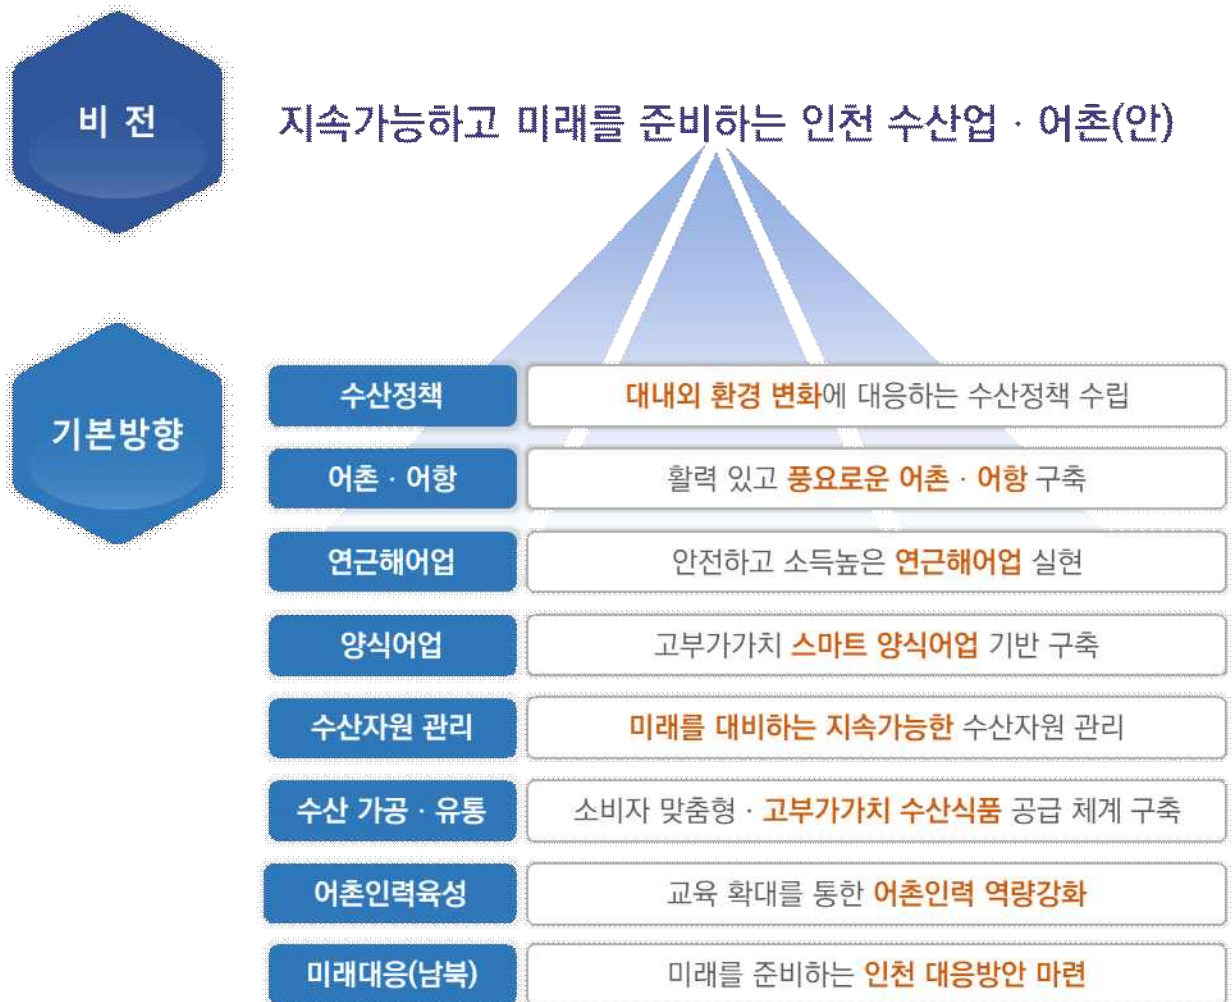 비 전
지속가능하고 미래를 준비하는 인천 수산업 · 어촌(안)
기본방향
수산정책
대내외 환경 변화에 대응하는 수산정책 수립
어촌 · 어항
활력 있고 풍요로운 어촌 · 어항 구축
연근해어업
안전하고 소득높은 연근해어업 실현
양식어업
고부가가치 스마트 양식어업 기반 구축
수산자원 관리
미래를 대비하는 지속가능한 수산자원 관리
수산 가공 · 유통
소비자 맞춤형 · 고부가가치 수산식품 공급 체계 구축
어촌인력육성
교육 확대를 통한 어촌인력 역량강화
미래대응(남북)
미래를 준비하는 인천 대응방안 마련